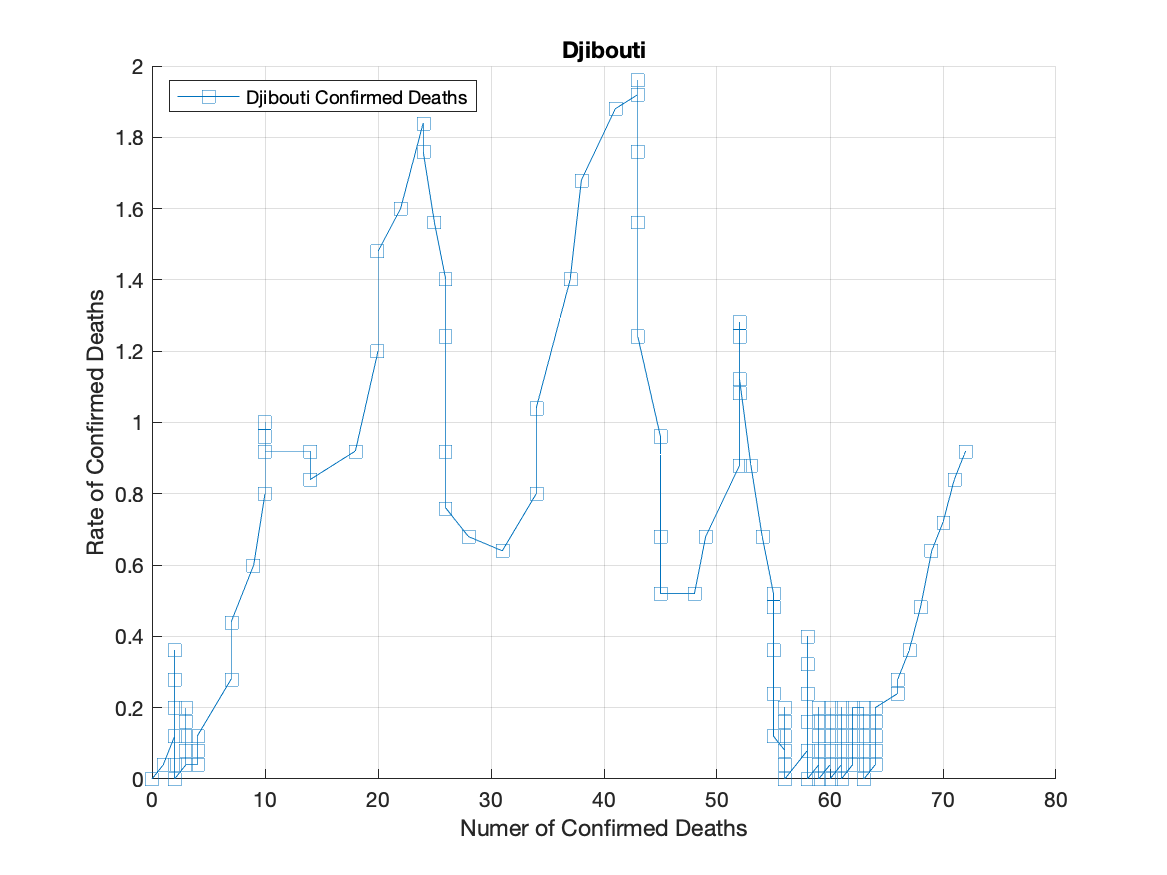 Djibouti
Djibouti Confirmed Deaths
2
1.8
1.6
1.4
1.2
1
0.8
0.6
0.4
0.2
0
Rate of Confirmed Deaths
0 10 20 30 40 50 60 70 80
Numer of Confirmed Deaths